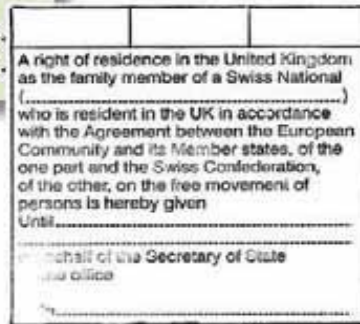 A right of residence in the United Kingdom
as the family member of a Swiss National
(..................................................)
who is resident in the UK in accordance
with the Agreement between the European
Community and its Member states, of the
one part and the Swiss Confederation,
of the other, on the free movement of
persons is hereby given
Until..................................................
behalf of the Secretary of State
office